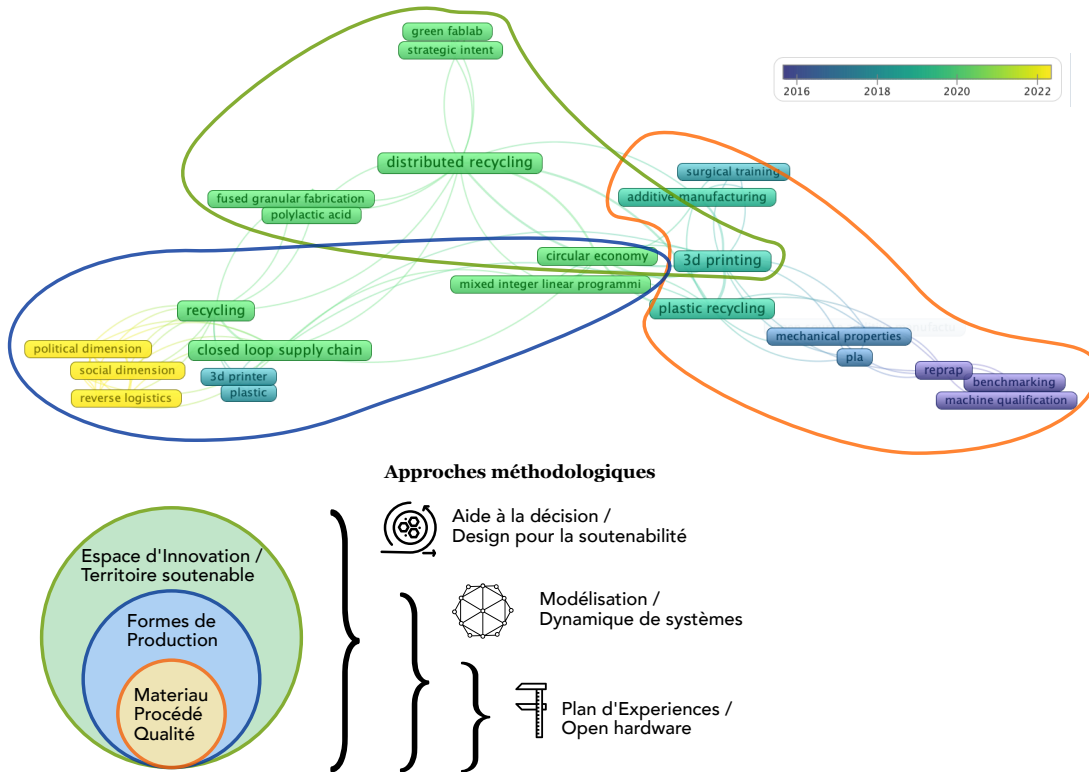 green fablab
strategic intent
2016 2018 2020 2022
distributed recycling
surgical training
additive manufacturing
fused granular fabrication
polylactic acid
circular economy
3d printing
mixed integer linear programmi
recycling
plastic recycling
mechanical properties
political dimension
closed loop supply chain
pla
social dimension
3d printer
reprap
plastic
benchmarking
reverse logistics
machine qualification
Approches méthodologiques
Aide à la décision /
Design pour la soutenabilité
Espace d'Innovation /
Territoire soutenable
Modélisation /
Dynamique de systèmes
Formes de
Production
Materiau
Procédé
Qualité
Plan d'Experiences /
Open hardware